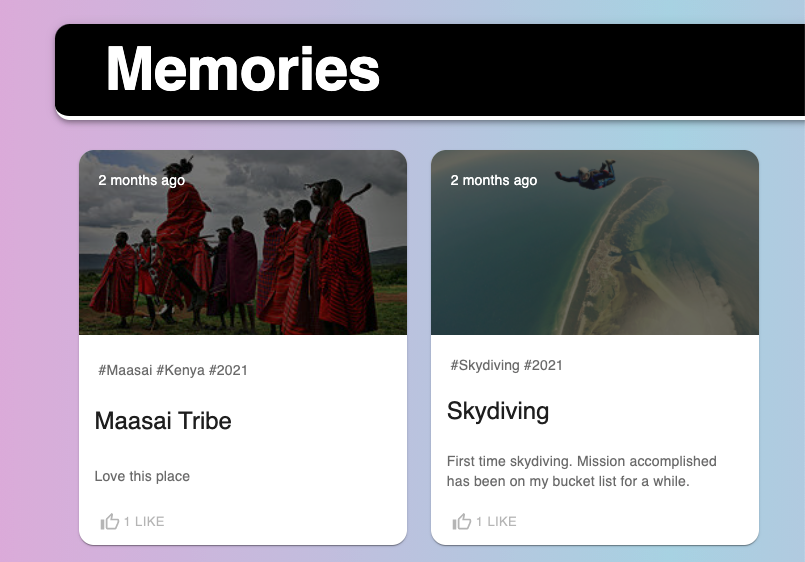 Memories
2 months ago
#Maasai #Kenya #2021
Maasai Tribe
Love this place
1 LIKE
2 months ago
#Skydiving #2021
Skydiving
First time skydiving. Mission accomplished
has been on my bucket list for a while.
1 LIKE